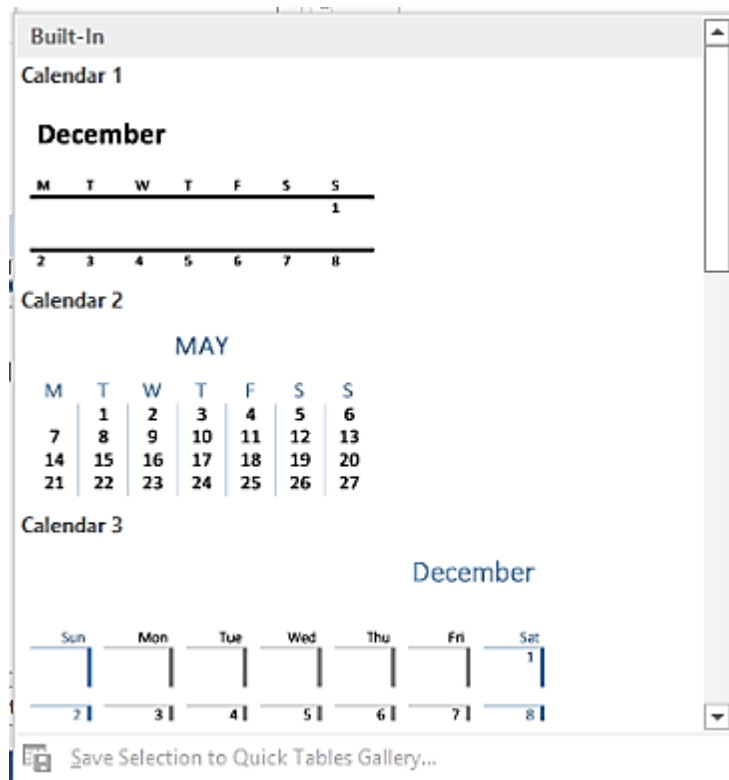 Built-In
Calendar 1
December
M T W T F S S
1
2 3 4 5 6 7 8
Calendar 2
MAY
M T W T F S S
1 2 3 4 5 6
7 8 9 10 11 12 13
14 15 16 17 18 19 20
21 22 23 24 25 26 27
Calendar 3
December
Sun Mon Tue Wed Thu Fri Sat
1
2 3 4 5 6 7 8
Save Selection to Quick Tables Gallery...